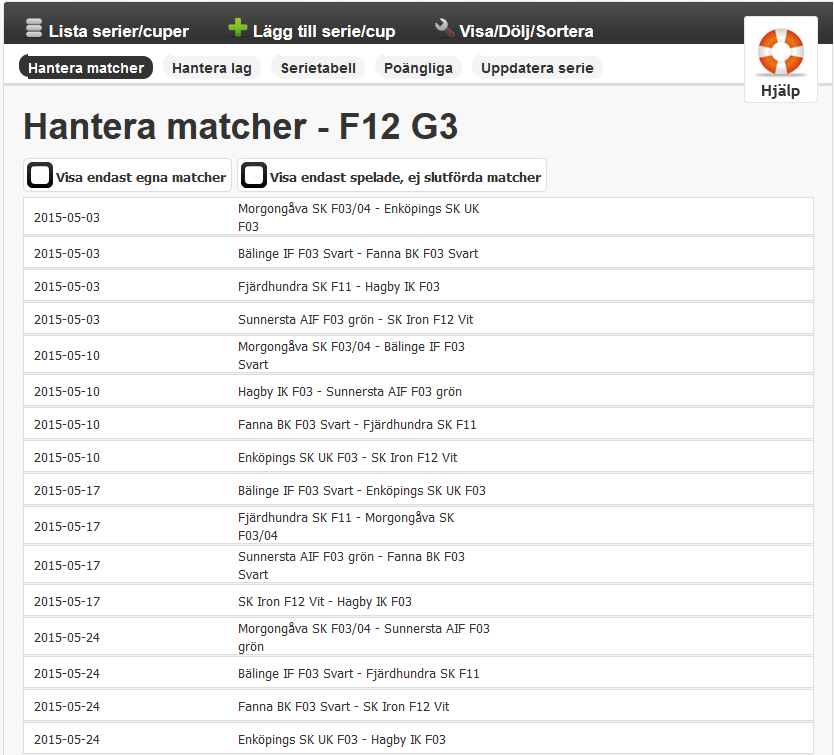 Lista serier/cuper Lägg till serie/cup Visa/Dölj/Sortera
Hantera matcher Hantera lag Serietabell Poängliga Uppdatera serie
Hjälp
Hantera matcher - F12 G3
Visa endast egna matcher Visa endast spelade, ej slutförda matcher
2015-05-03 Morgongåva SK F03/04 - Enköpings SK UK
F03
2015-05-03 Bälinge IF F03 Svart - Fanna BK F03 Svart
2015-05-03 Fjärdhundra SK F11 - Hagby IK F03
2015-05-03 Sunnersta AIF F03 grön - SK Iron F12 Vit
2015-05-10 Morgongåva SK F03/04 - Bälinge IF F03
Svart
2015-05-10 Hagby IK F03 - Sunnersta AIF F03 grön
2015-05-10 Fanna BK F03 Svart - Fjärdhundra SK F11
2015-05-10 Enköpings SK UK F03 - SK Iron F12 Vit
2015-05-17 Bälinge IF F03 Svart - Enköpings SK UK F03
2015-05-17 Fjärdhundra SK F11 - Morgongåva SK
F03/04
2015-05-17 Sunnersta AIF F03 grön - Fanna BK F03
Svart
2015-05-17 SK Iron F12 Vit - Hagby IK F03
2015-05-24 Morgongåva SK F03/04 - Sunnersta AIF F03
grön
2015-05-24 Bälinge IF F03 Svart - Fjärdhundra SK F11
2015-05-24 Fanna BK F03 Svart - SK Iron F12 Vit
2015-05-24 Enköpings SK UK F03 - Hagby IK F03